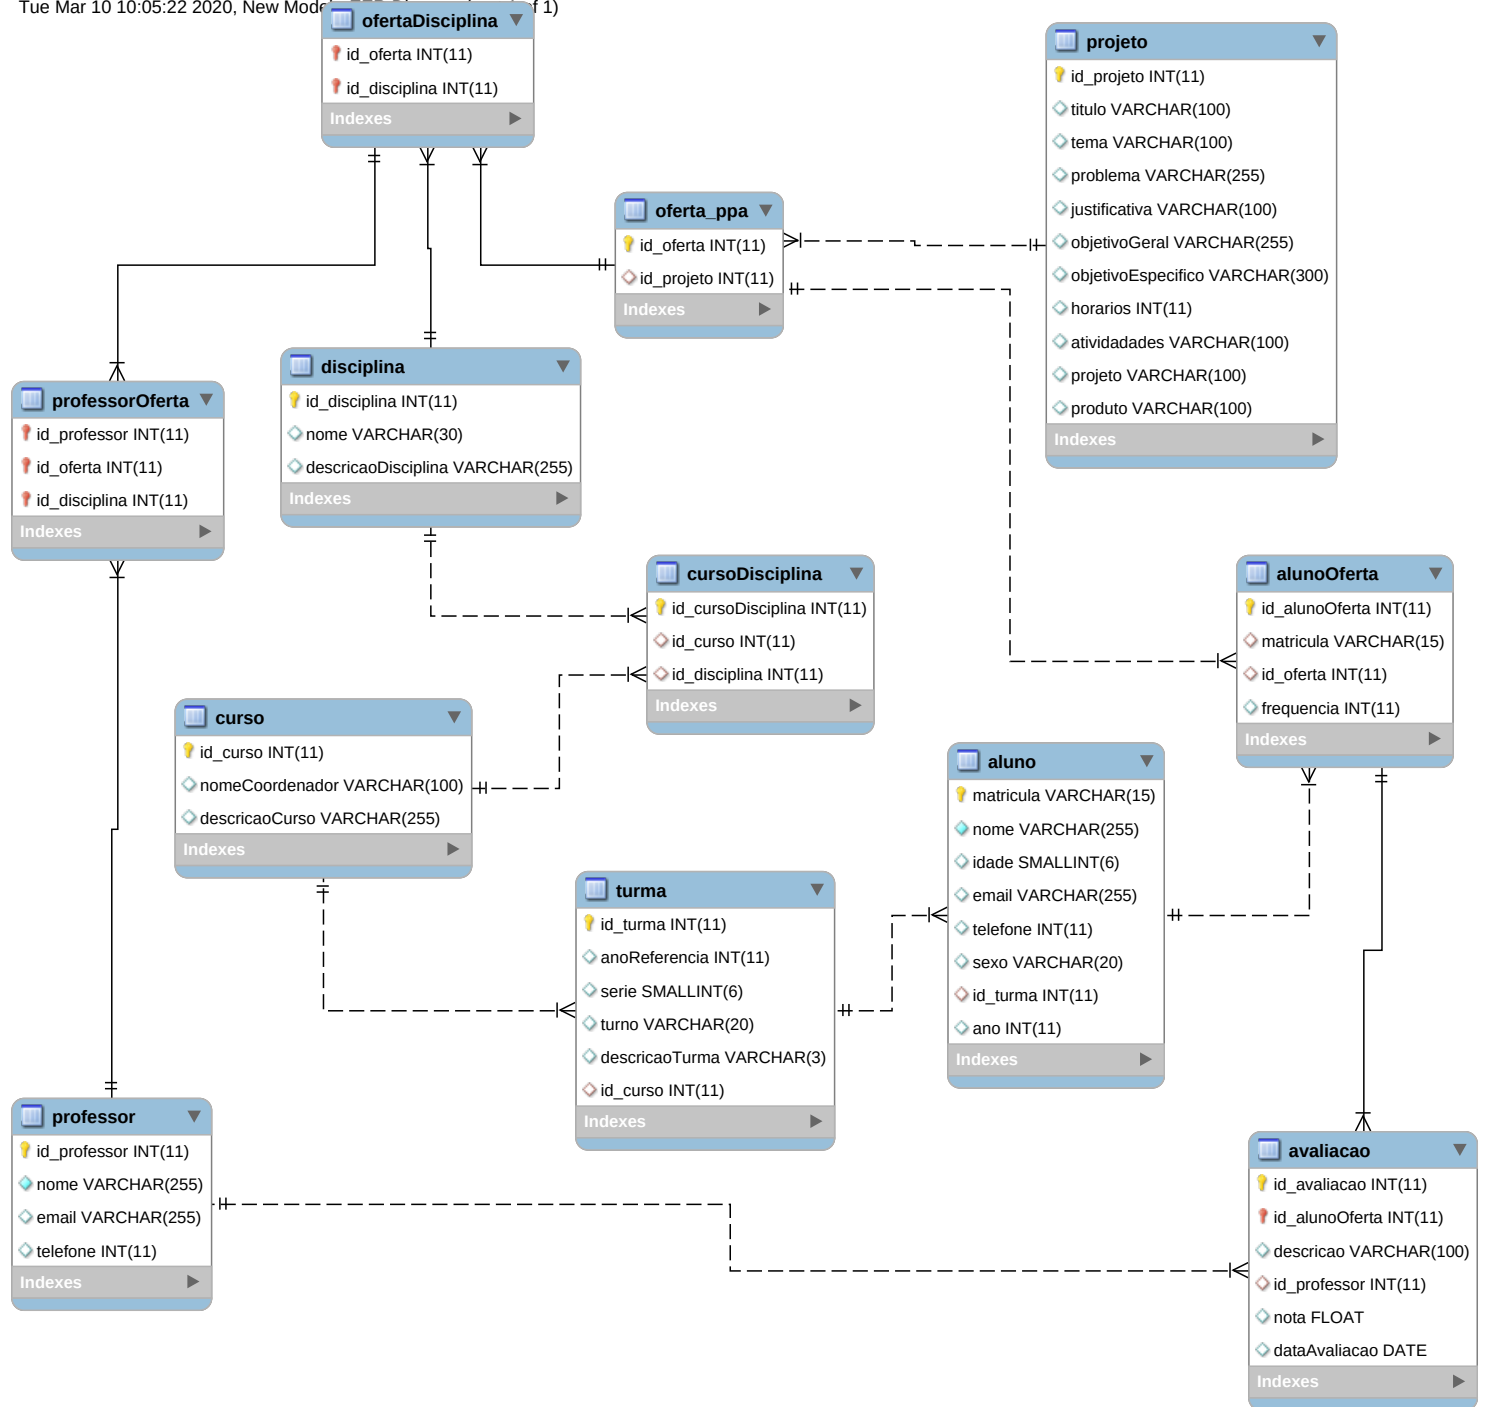 Tue Mar 10 10:05:22 2020, New Model, of 1)
ofertaDisciplina
id_oferta INT(11)
id_disciplina INT(11)
Indexes
projeto
id_projeto INT(11)
titulo VARCHAR(100)
tema VARCHAR(100)
problema VARCHAR(255)
justificativa VARCHAR(100)
objetivoGeral VARCHAR(255)
objetivoEspecifico VARCHAR(300)
horarios INT(11)
atividadades VARCHAR(100)
projeto VARCHAR(100)
produto VARCHAR(100)
Indexes
oferta_ppa
id_oferta INT(11)
id_projeto INT(11)
Indexes
disciplina
id_disciplina INT(11)
nome VARCHAR(30)
descricaoDisciplina VARCHAR(255)
Indexes
professorOferta
id_professor INT(11)
id_oferta INT(11)
id_disciplina INT(11)
Indexes
cursoDisciplina
id_cursoDisciplina INT(11)
id_curso INT(11)
id_disciplina INT(11)
Indexes
alunoOferta
id_alunoOferta INT(11)
matricula VARCHAR(15)
id_oferta INT(11)
frequencia INT(11)
Indexes
curso
id_curso INT(11)
nomeCoordenador VARCHAR(100)
descricaoCurso VARCHAR(255)
Indexes
aluno
matricula VARCHAR(15)
nome VARCHAR(255)
idade SMALLINT(6)
email VARCHAR(255)
telefone INT(11)
sexo VARCHAR(20)
id_turma INT(11)
ano INT(11)
Indexes
turma
id_turma INT(11)
anoReferencia INT(11)
serie SMALLINT(6)
turno VARCHAR(20)
descricaoTurma VARCHAR(3)
id_curso INT(11)
Indexes
professor
id_professor INT(11)
nome VARCHAR(255)
email VARCHAR(255)
telefone INT(11)
Indexes
avaliacao
id_avaliacao INT(11)
id_alunoOferta INT(11)
descricao VARCHAR(100)
id_professor INT(11)
nota FLOAT
dataAvaliacao DATE
Indexes